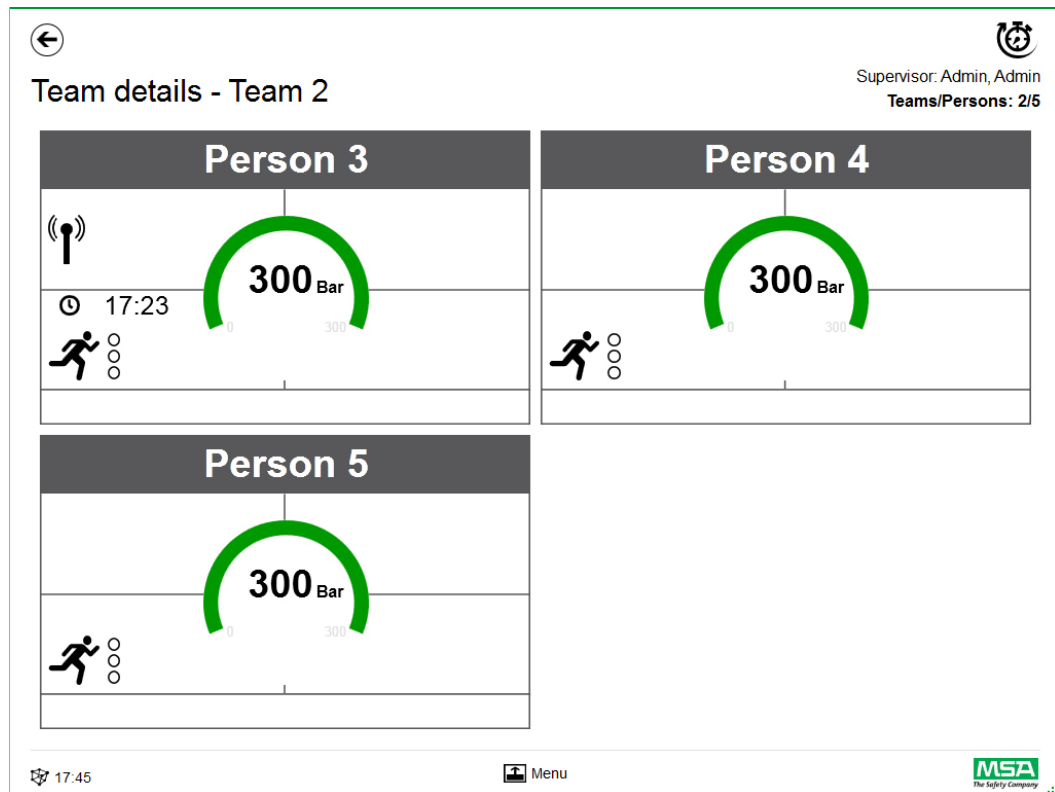 Supervisor: Admin, Admin
Team details - Team 2
Teams/Persons: 2/5
Person 3
300 Bar
0 300
17:23
Person 4
300 Bar
0 300
Person 5
300 Bar
0 300
17:45
Menu
MSA
The Safety Company